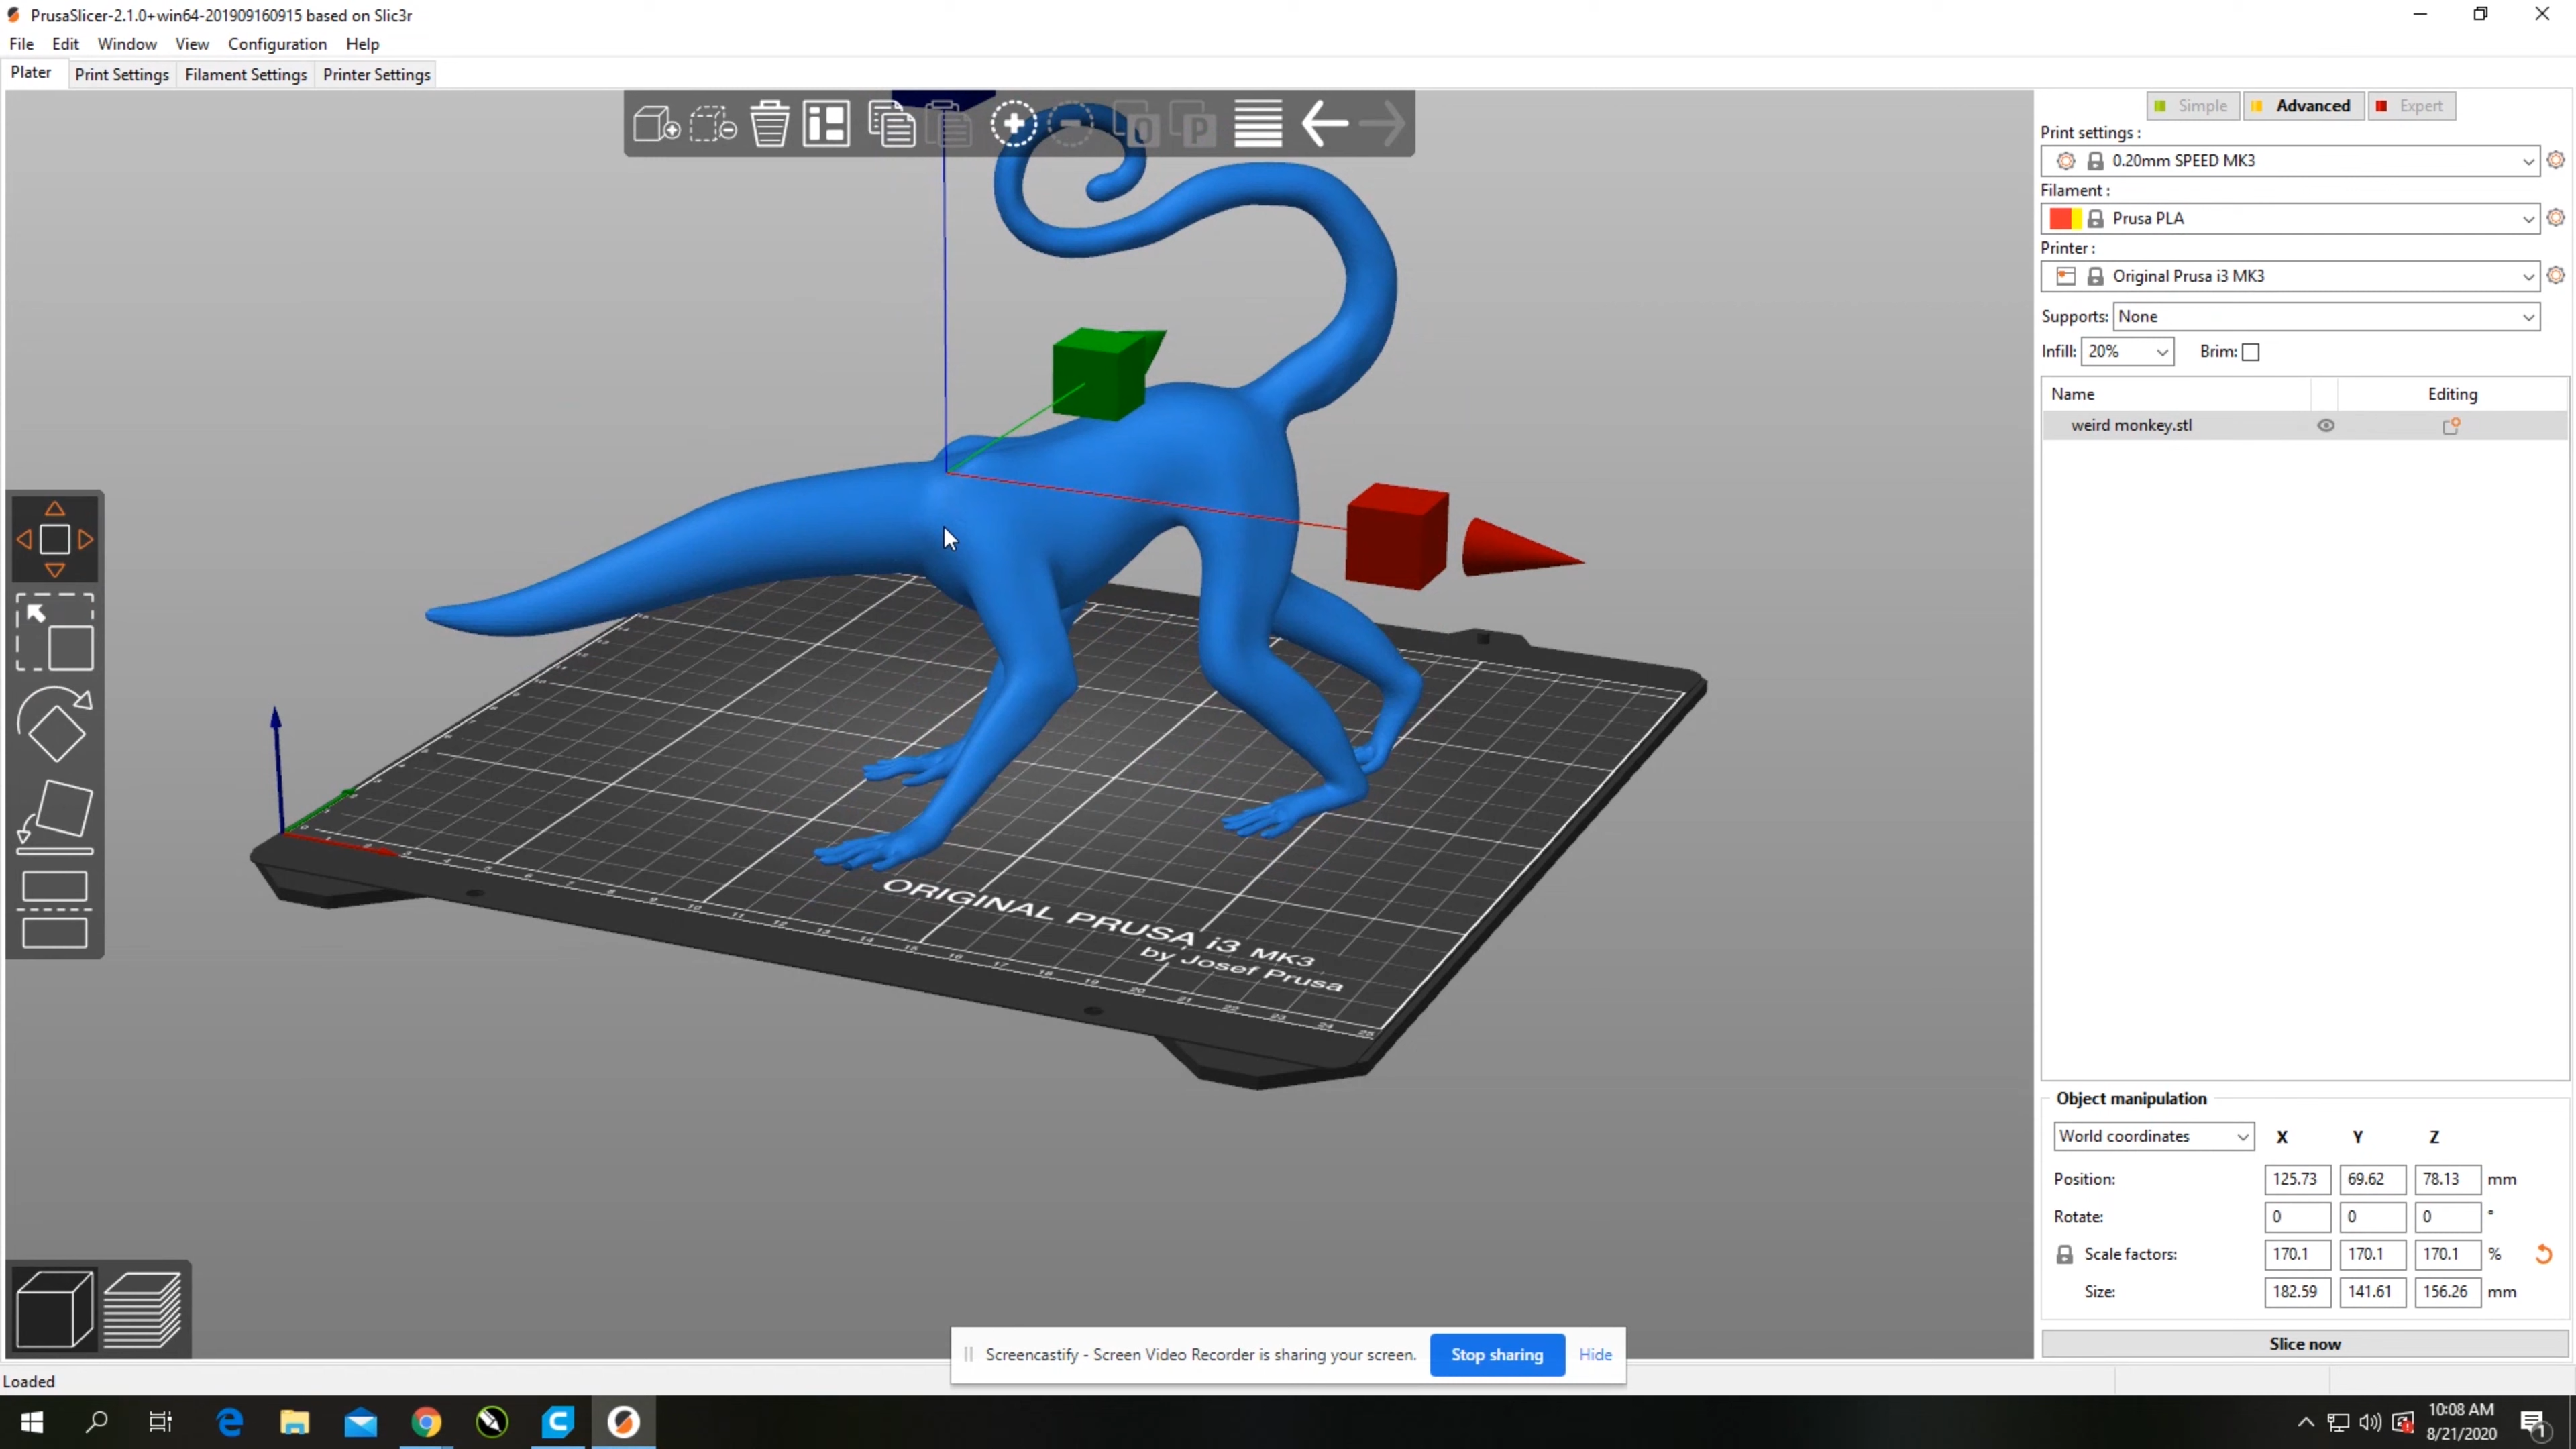 PrusaSlicer-2.1.0+win64-201909160915 based on Slic3r
File Edit Window View Configuration Help
Plater Print Settings Filament Settings Printer Settings
Simple Advanced Expert
Print settings :
0.20mm SPEED MK3
Filament :
Prusa PLA
Printer :
Original Prusa i3 MK3
Supports: None
Infill: 20% Brim:
Name Editing
weird monkey.stl
O P
ORIGINAL PRUSA i3 MK3
by Josef Prusa
Object manipulation
World coordinates X Y Z
Position: 125.73 69.62 78.13 mm
Rotate: 0 0 0 °
Scale factors: 170.1 170.1 170.1 %
Size: 182.59 141.61 156.26 mm
Slice now
Screencastify - Screen Video Recorder is sharing your screen. Stop sharing Hide
Loaded
10:08 AM
8/21/2020
1